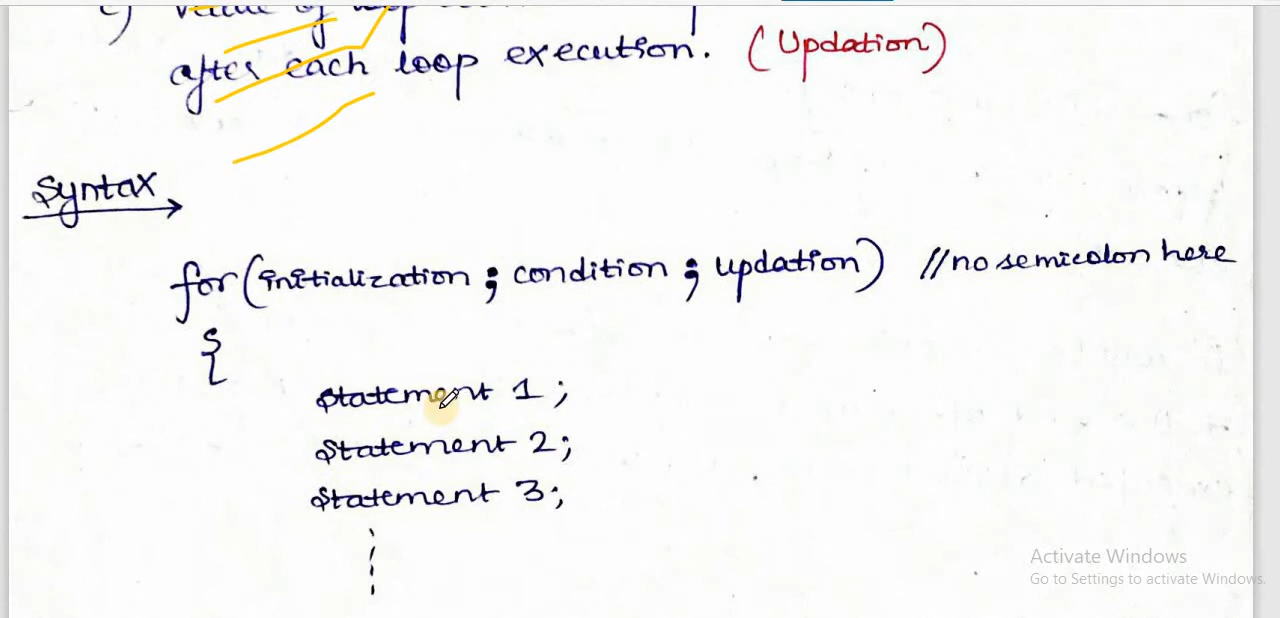 of
after each loop execution. (Updation)
Syntax
for (initialization ; condition ; updation) //no semicolon here
{
Statement 1 ;
Statement 2;
Statement 3;
Activate Windows
Go to Settings to activate Windows.